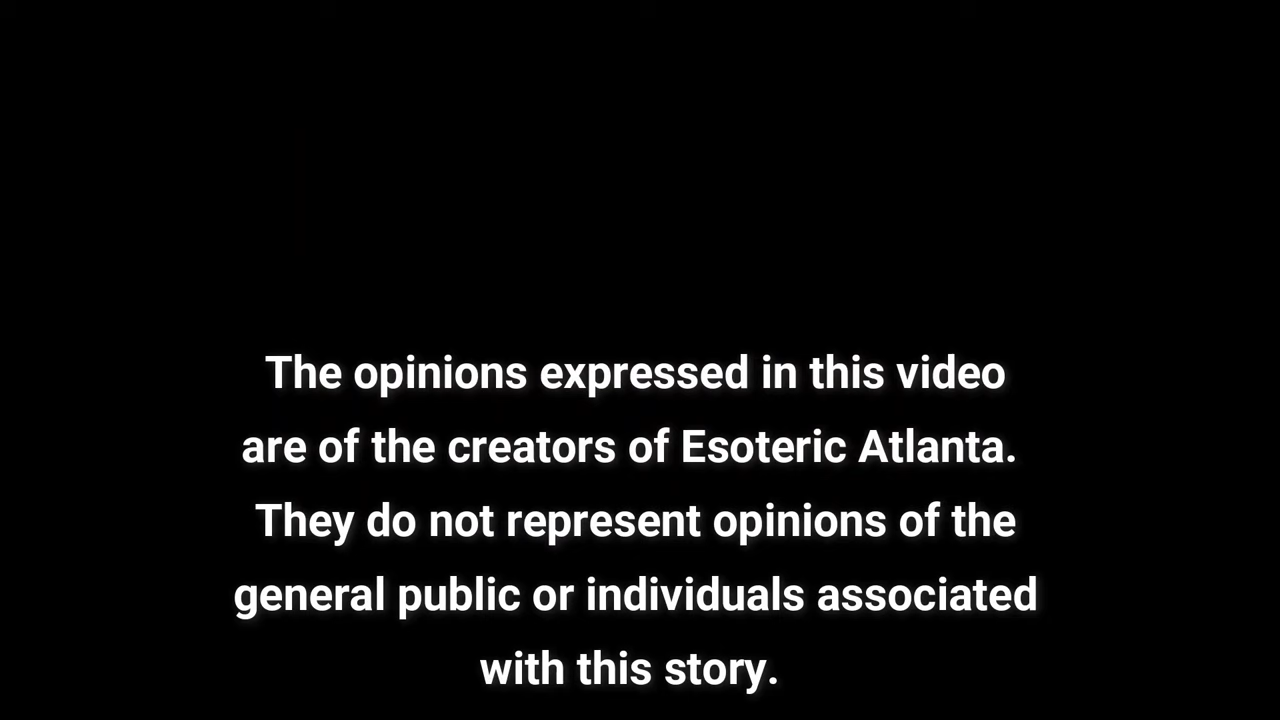 The opinions expressed in this video
are of the creators of Esoteric Atlanta.
They do not represent opinions of the
general public or individuals associated
with this story.